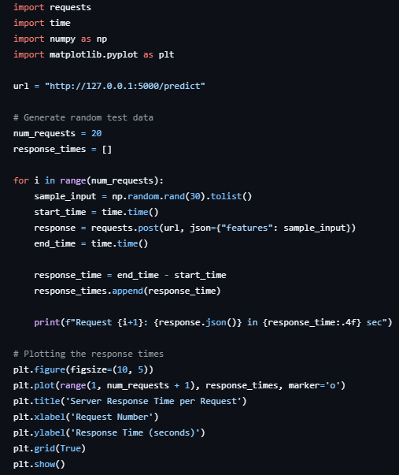 import requests
import time
import numpy as np
import matplotlib.pyplot as plt

url = "http://127.0.0.1:5000/predict"

# Generate random test data
num_requests = 20
response_times = []

for i in range(num_requests):
    sample_input = np.random.rand(30).tolist()
    start_time = time.time()
    response = requests.post(url, json={"features": sample_input})
    end_time = time.time()

    response_time = end_time - start_time
    response_times.append(response_time)

    print(f"Request {i+1}: {response.json()} in {response_time:.4f} sec")

# Plotting the response times
plt.figure(figsize=(10, 5))
plt.plot(range(1, num_requests + 1), response_times, marker='o')
plt.title('Server Response Time per Request')
plt.xlabel('Request Number')
plt.ylabel('Response Time (seconds)')
plt.grid(True)
plt.show()